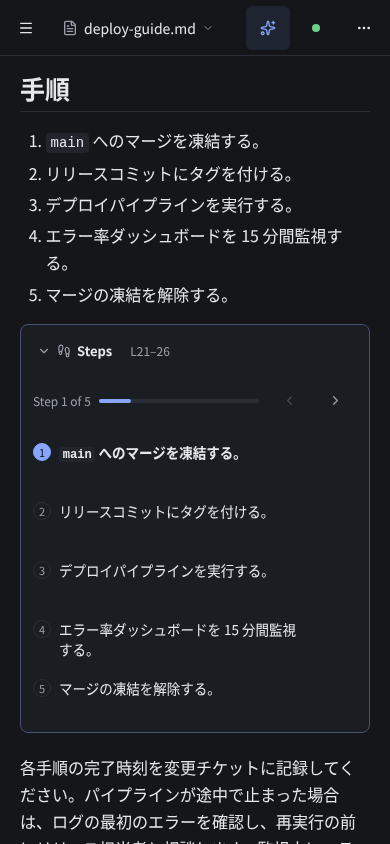 deploy-guide.md
手順
1. main へのマージを凍結する。
2. リリースコミットにタグを付ける。
3. デプロイパイプラインを実行する。
4. エラー率ダッシュボードを 15 分間監視す
る。
5. マージの凍結を解除する。
Steps L21–26
Step 1 of 5
1 main へのマージを凍結する。
2 リリースコミットにタグを付ける。
3 デプロイパイプラインを実行する。
4 エラー率ダッシュボードを 15 分間監視
する。
5 マージの凍結を解除する。
各手順の完了時刻を変更チケットに記録してく
ださい。パイプラインが途中で止まった場合
は、ログの最初のエラーを確認し、再実行の前